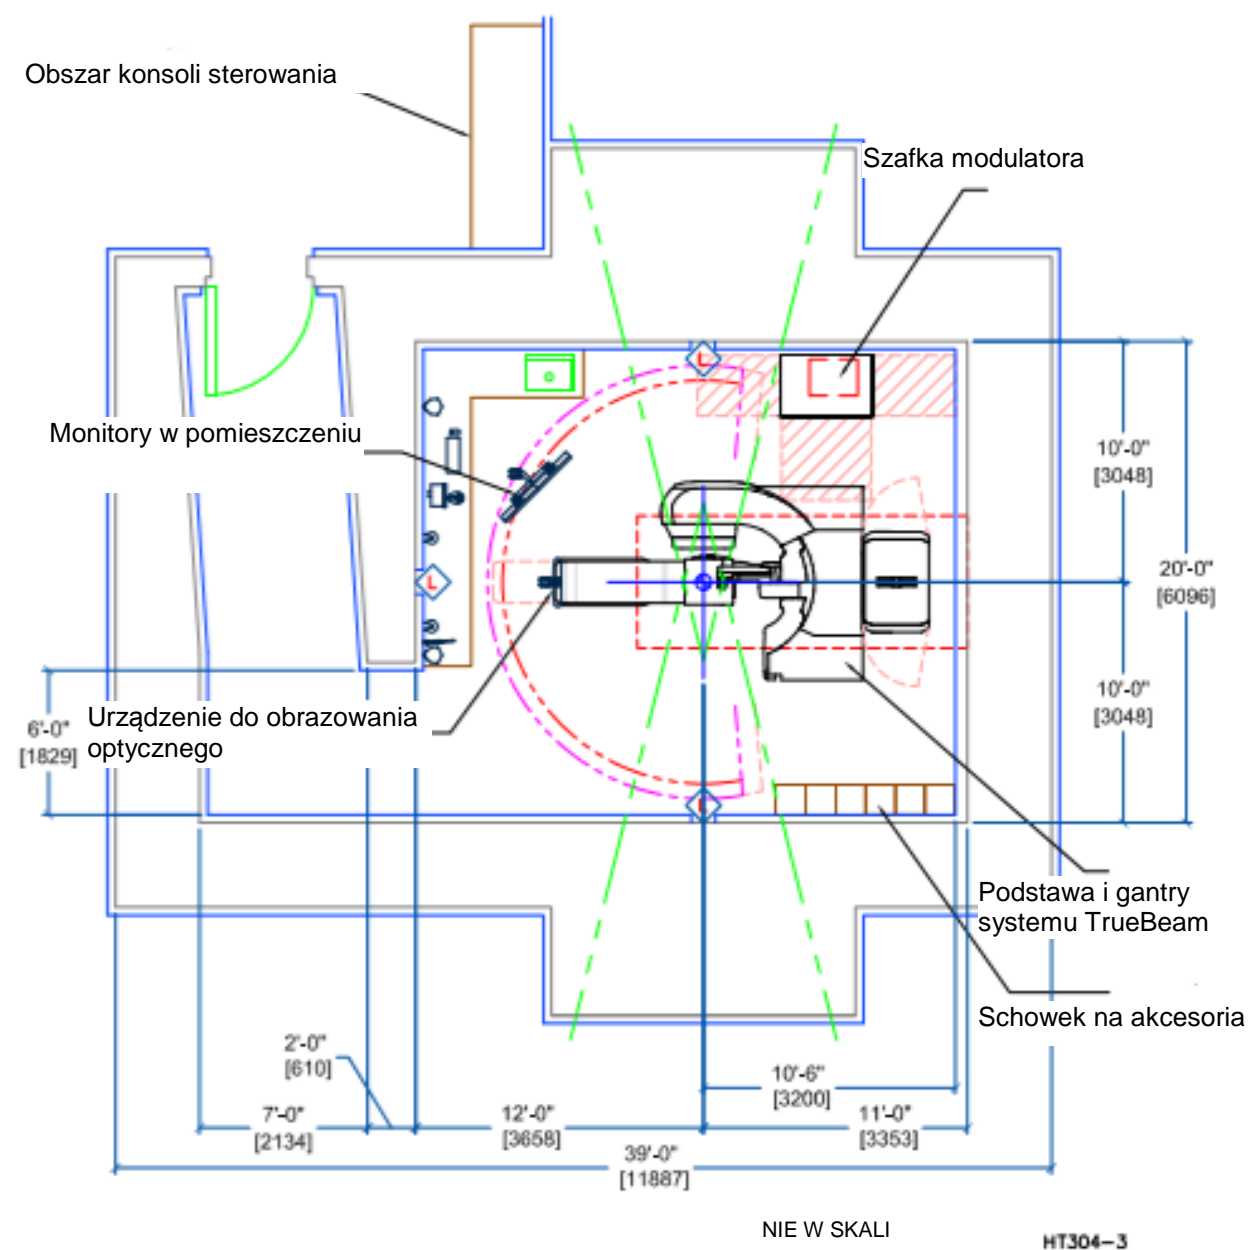 Obszar konsoli sterowania
Szafka modulatora
Monitory w pomieszczeniu
10'-0"
[3048]
20'-0"
[6096]
10'-0"
[3048]
6'-0"
[1829]
Urządzenie do obrazowania
optycznego
L
L
L
Podstawa i gantry
systemu TrueBeam
Schowek na akcesoria
2'-0"
[610]
10'-6"
[3200]
7'-0"
[2134]
12'-0"
[3658]
11'-0"
[3353]
39'-0"
[11887]
NIE W SKALI
HT304-3